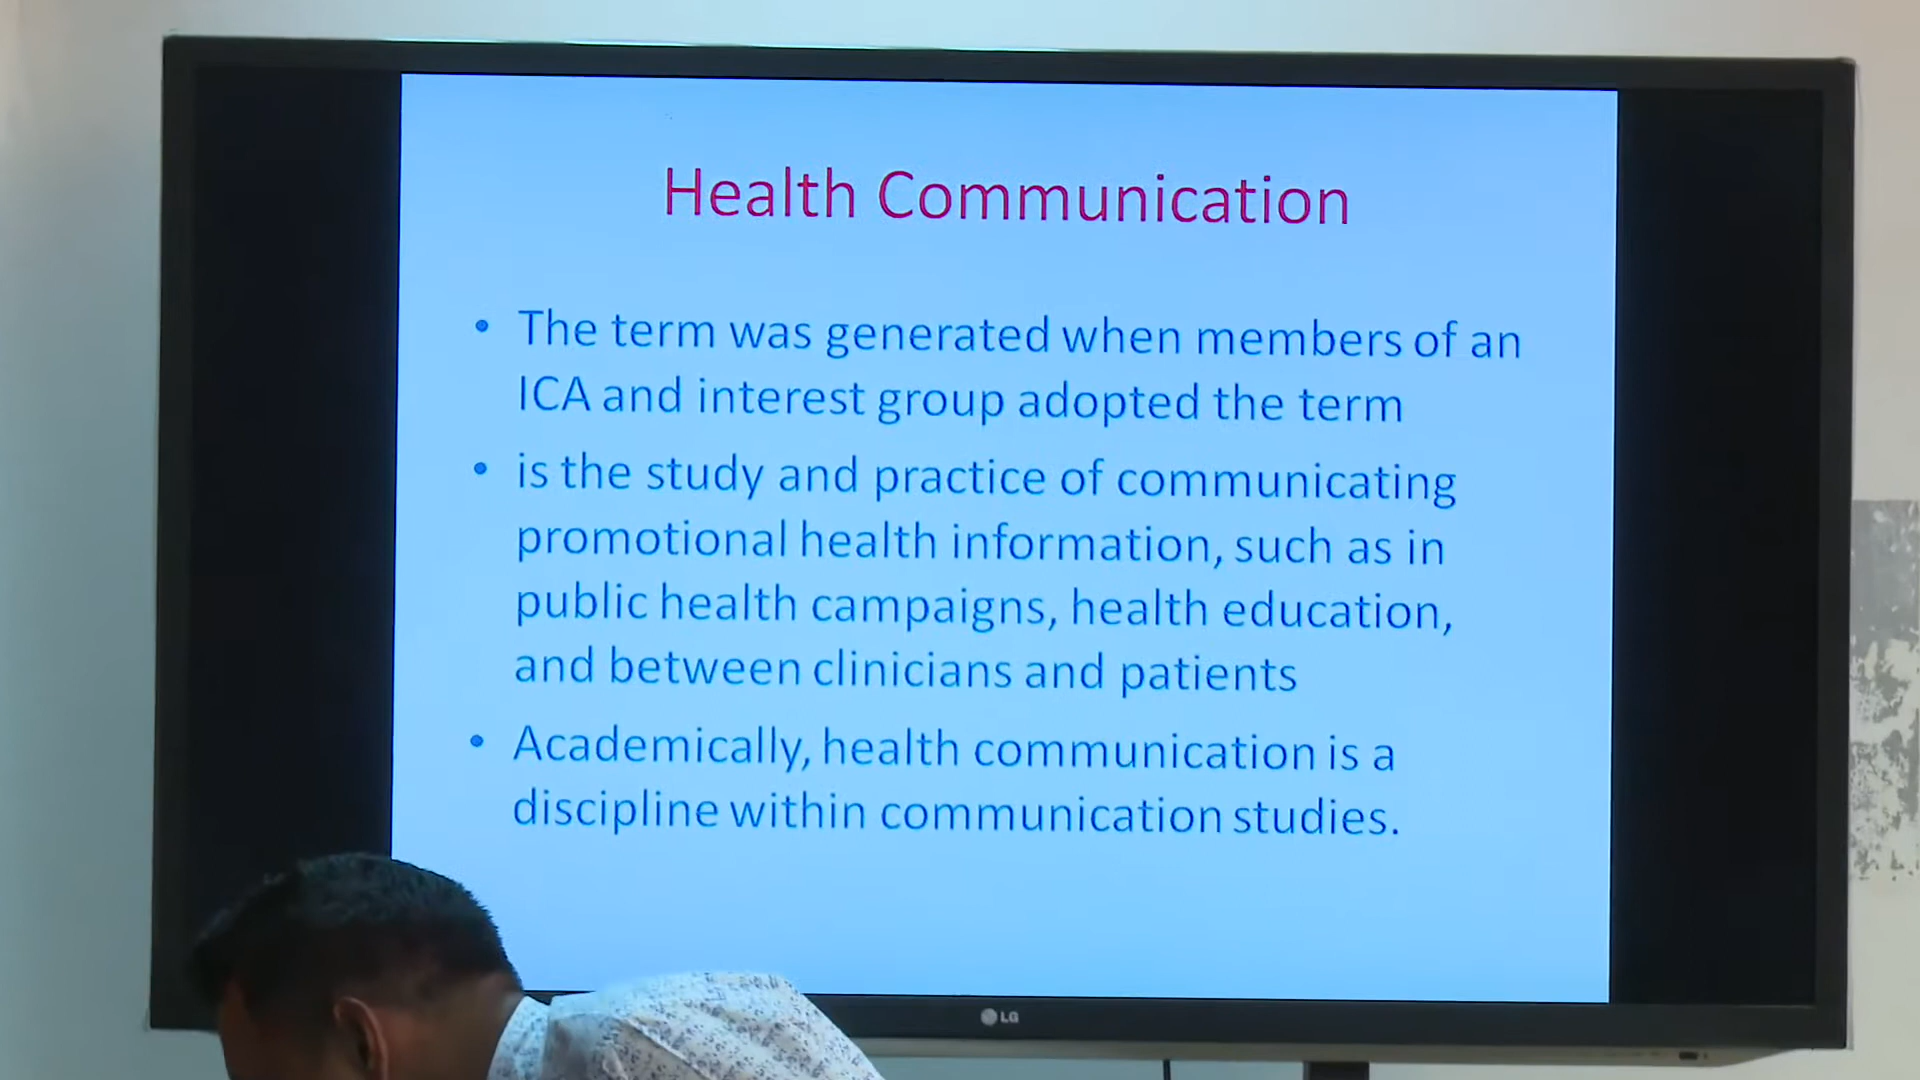 Health Communication
• The term was generated when members of an
ICA and interest group adopted the term
• is the study and practice of communicating
promotional health information, such as in
public health campaigns, health education,
and between clinicians and patients
• Academically, health communication is a
discipline within communication studies.
LG